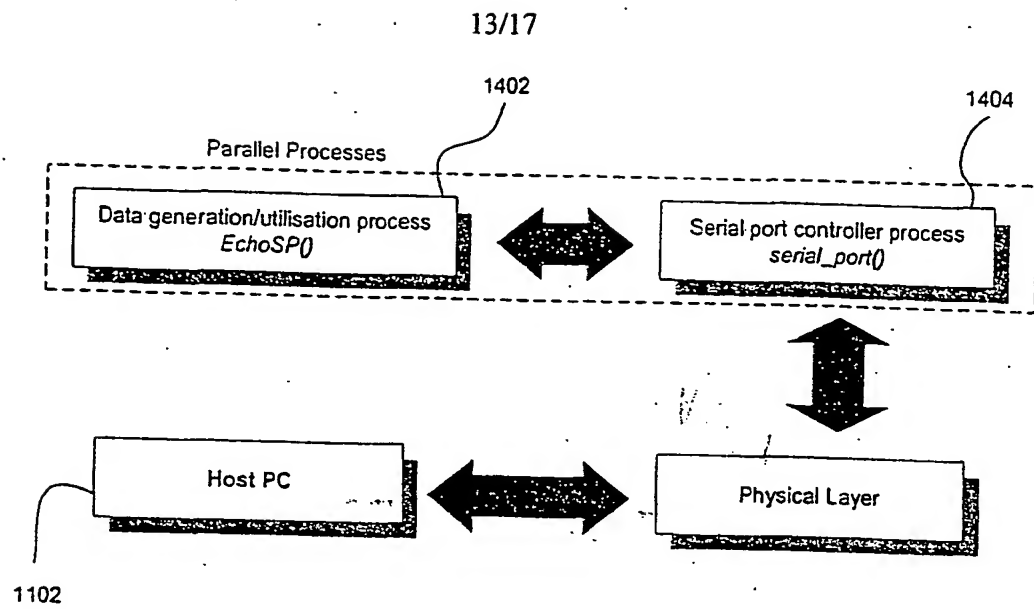 13/17
1402
1404
Parallel Processes
Data generation/utilisation process
EchoSP()
Serial port controller process
serial_port()
Host PC
Physical Layer
1102